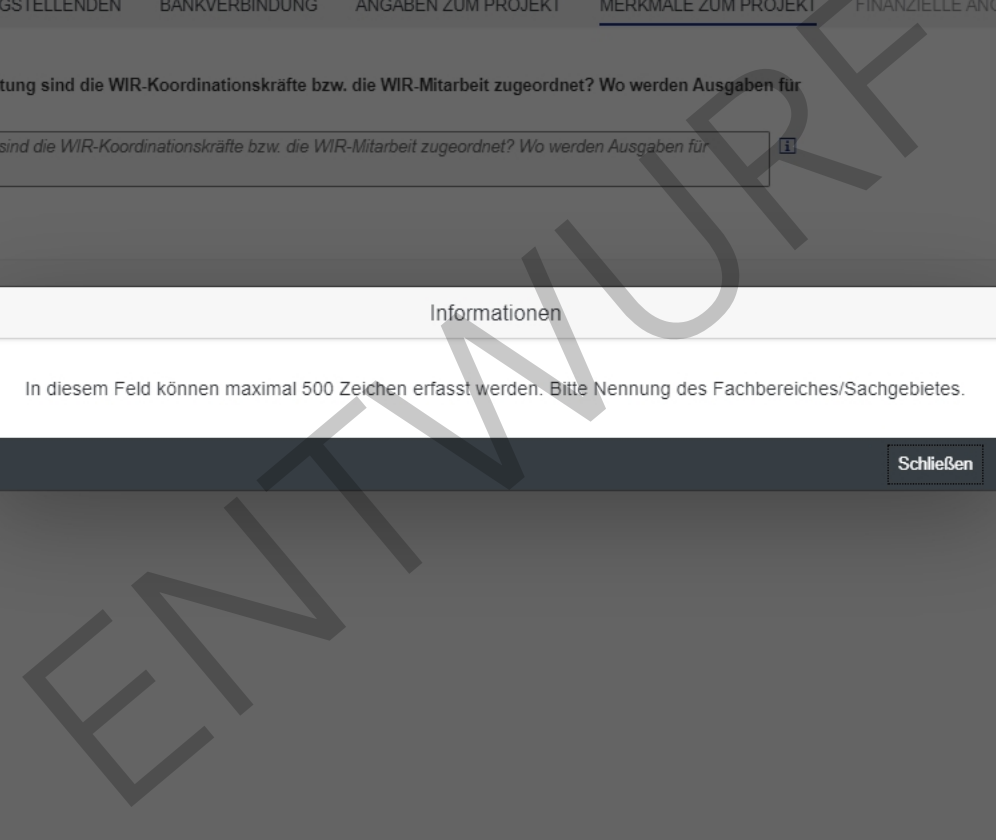 GSTELLENDEN BANKVERBINDUNG ANGABEN ZUM PROJEKT MERKMALE ZUM PROJEKT FINANZIELLE ANG
tung sind die WIR-Koordinationskräfte bzw. die WIR-Mitarbeit zugeordnet? Wo werden Ausgaben für
sind die WIR-Koordinationskräfte bzw. die WIR-Mitarbeit zugeordnet? Wo werden Ausgaben für
Informationen
In diesem Feld können maximal 500 Zeichen erfasst werden. Bitte Nennung des Fachbereiches/Sachgebietes.
Schließen
ENTWURF